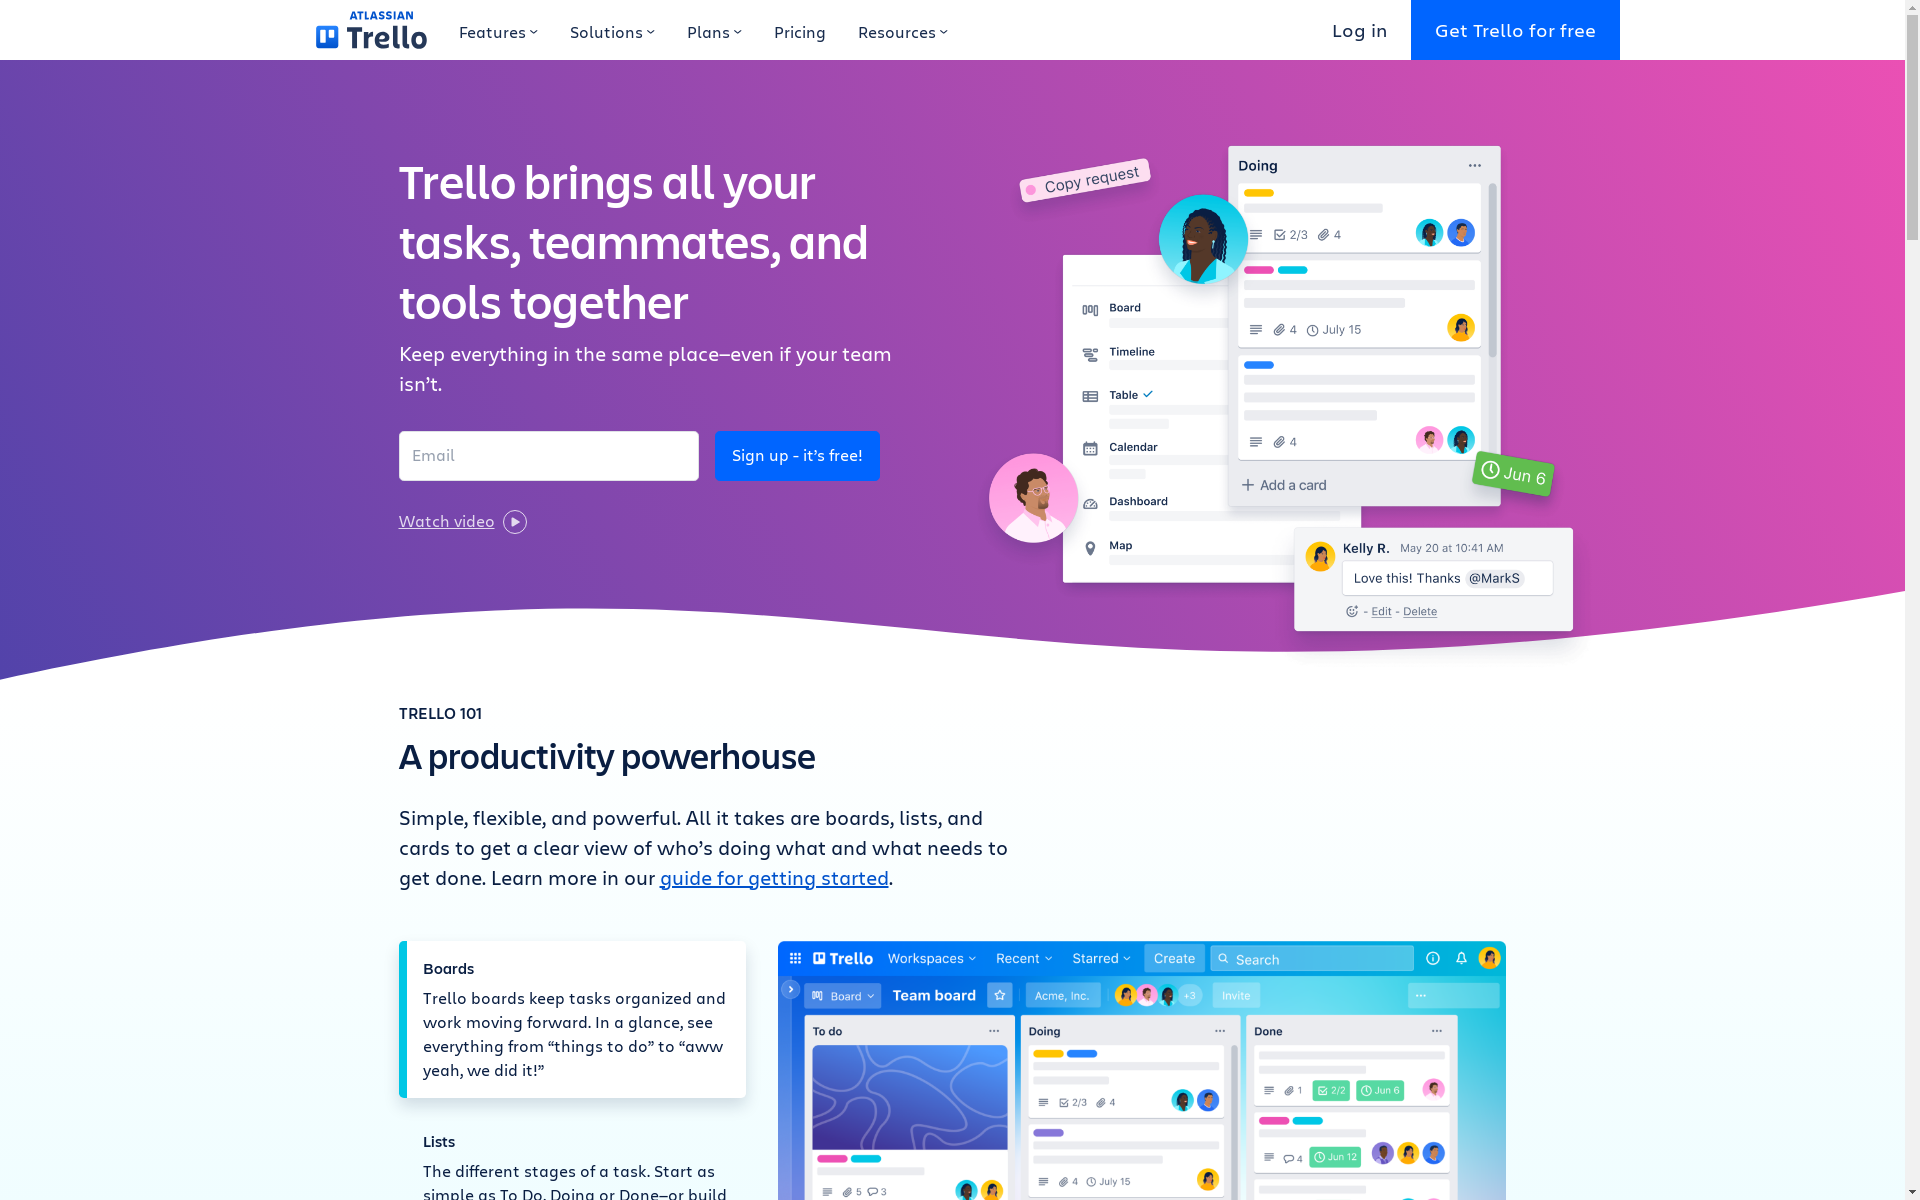 ATLASSIAN
Trello
Features
Solutions
Plans
Pricing
Resources
Log in
Get Trello for free
Trello brings all your
tasks, teammates, and
tools together
Keep everything in the same place—even if your team
isn’t.
Email
Sign up - it’s free!
Watch video
Copy request
Doing
2/3
4
4
July 15
4
Add a card
Jun 6
Board
Timeline
Table
Calendar
Dashboard
Map
Kelly R. May 20 at 10:41 AM
Love this! Thanks @MarkS
- Edit - Delete
TRELLO 101
A productivity powerhouse
Simple, flexible, and powerful. All it takes are boards, lists, and
cards to get a clear view of who’s doing what and what needs to
get done. Learn more in our guide for getting started.
Boards
Trello boards keep tasks organized and
work moving forward. In a glance, see
everything from “things to do” to “aww
yeah, we did it!”
Lists
The different stages of a task. Start as
simple as To Do, Doing or Done—or build
Trello
Workspaces
Recent
Starred
Create
Search
Board
Team board
Acme, Inc.
+3
Invite
To do
5
3
Doing
2/3
4
4
July 15
Done
1
2/2
Jun 6
4
Jun 12